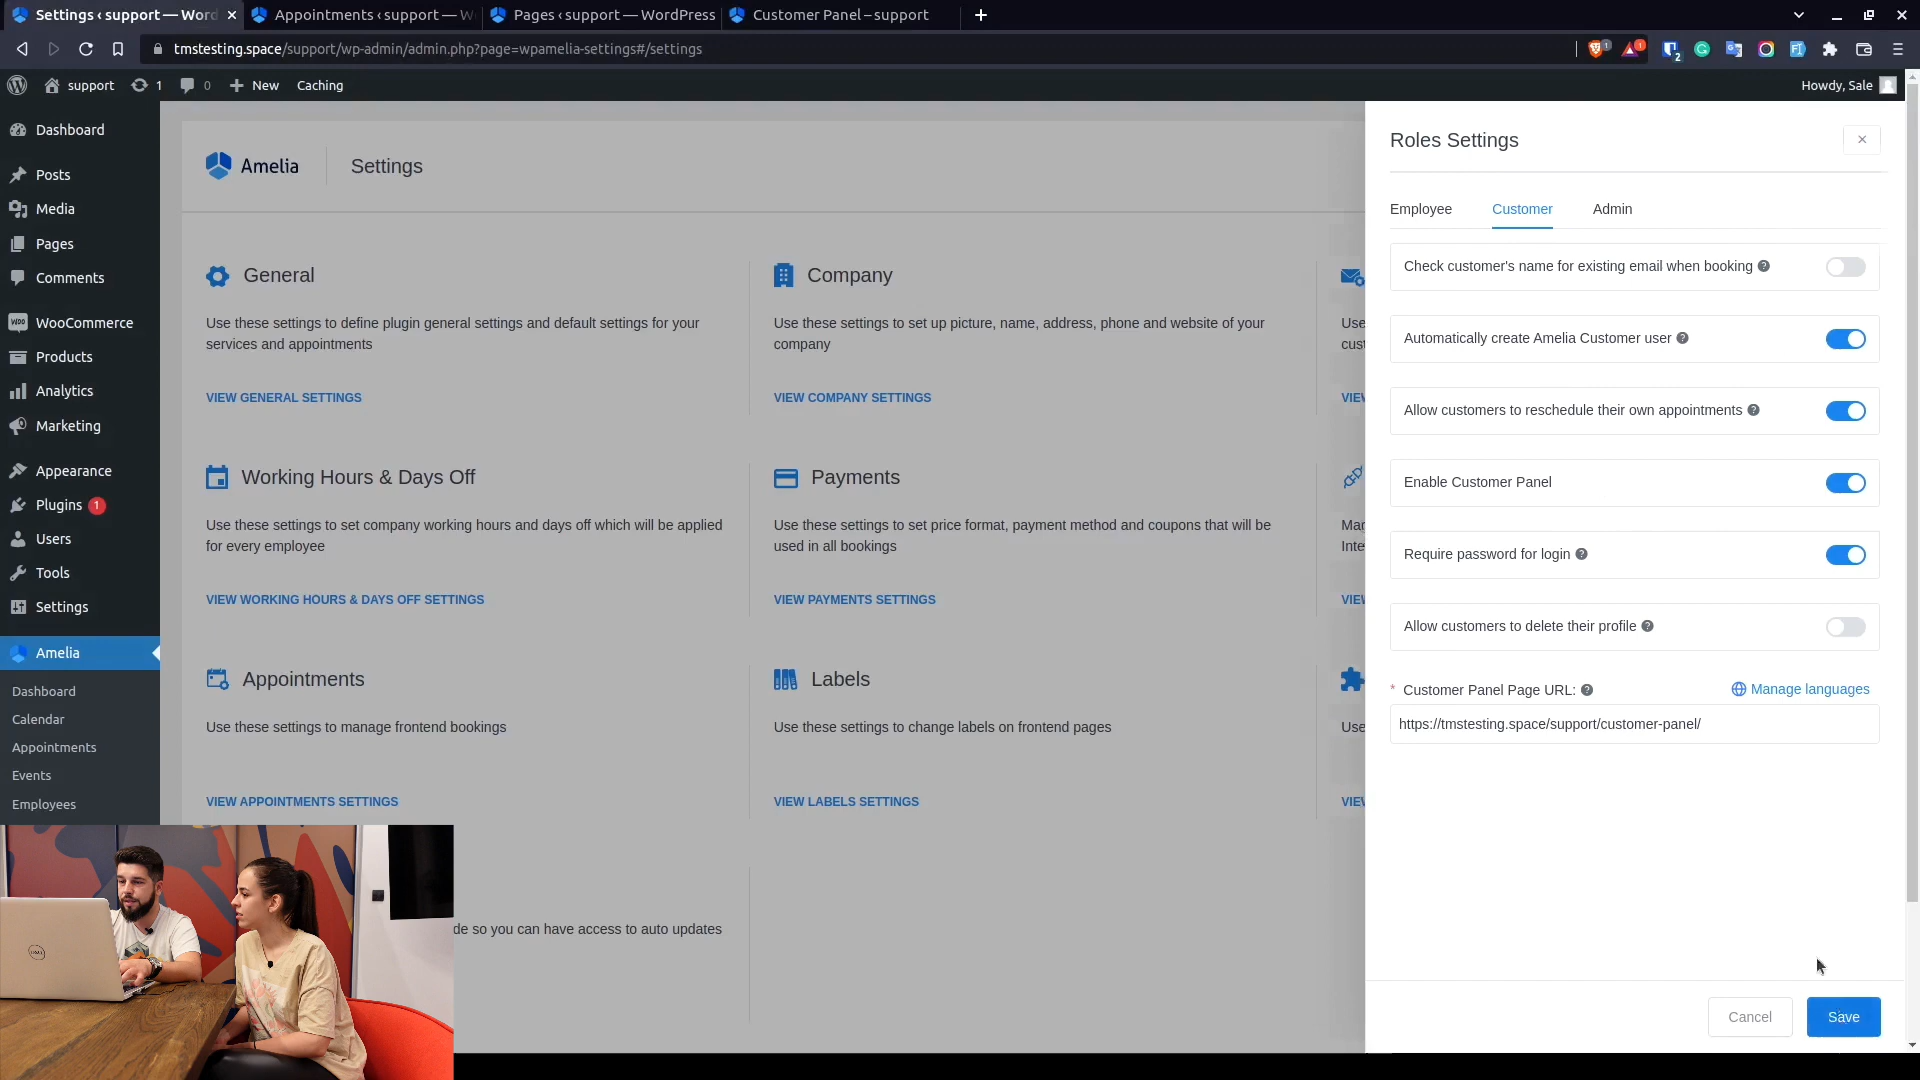 Settings ‹ support — Word
Appointments ‹ support — W
Pages ‹ support — WordPress
Customer Panel – support
tmstesting.space/support/wp-admin/admin.php?page=wpamelia-settings#/settings
1
1
2
support
1
0
New
Caching
Howdy, Sale
Dashboard
Posts
Media
Pages
Comments
WooCommerce
Products
Analytics
Marketing
Appearance
Plugins 1
Users
Tools
Settings
Amelia
Dashboard
Calendar
Appointments
Events
Employees
Amelia
Settings
General
Use these settings to define plugin general settings and default settings for your
services and appointments
VIEW GENERAL SETTINGS
Company
Use these settings to set up picture, name, address, phone and website of your
company
VIEW COMPANY SETTINGS
Use
cust
VIEW
Working Hours & Days Off
Use these settings to set company working hours and days off which will be applied
for every employee
VIEW WORKING HOURS & DAYS OFF SETTINGS
Payments
Use these settings to set price format, payment method and coupons that will be
used in all bookings
VIEW PAYMENTS SETTINGS
Man
Inte
VIEW
Appointments
Use these settings to manage frontend bookings
VIEW APPOINTMENTS SETTINGS
Labels
Use these settings to change labels on frontend pages
VIEW LABELS SETTINGS
Use
VIEW
de so you can have access to auto updates
Roles Settings
Employee
Customer
Admin
Check customer's name for existing email when booking
Automatically create Amelia Customer user
Allow customers to reschedule their own appointments
Enable Customer Panel
Require password for login
Allow customers to delete their profile
* Customer Panel Page URL:
Manage languages
https://tmstesting.space/support/customer-panel/
Cancel
Save